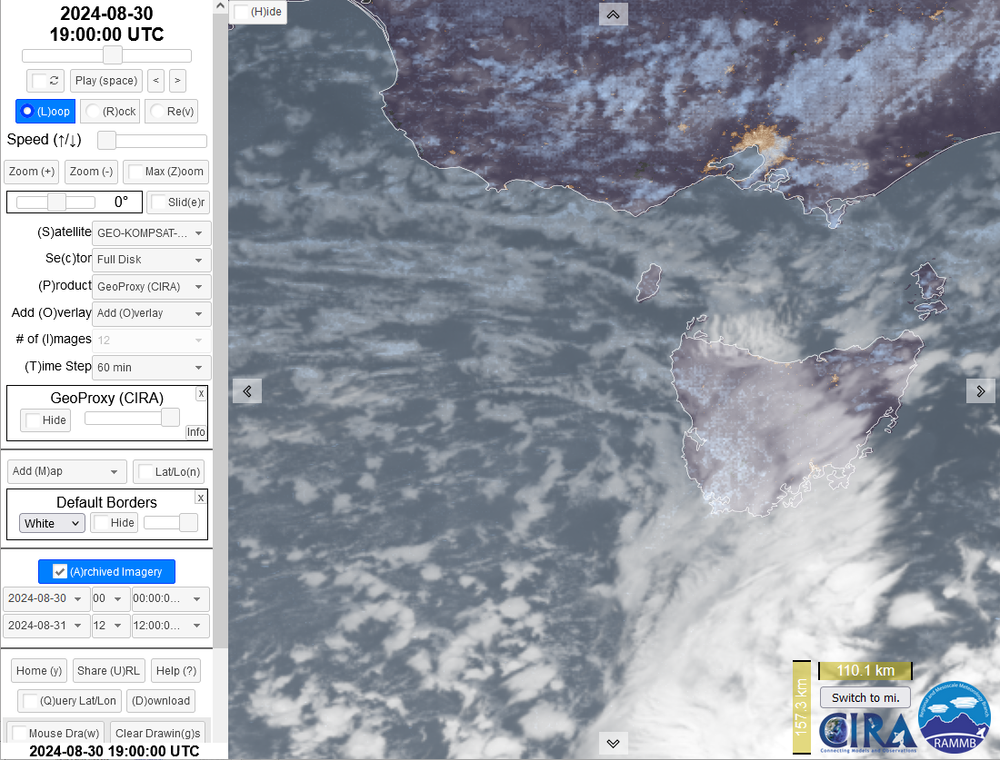 2024-08-30
19:00:00 UTC
Play (space)
<
>
(L)oop
(R)ock
Re(v)
Speed (↑/↓)
Zoom (+)
Zoom (-)
Max (Z)oom
0°
Slid(e)r
(S)atellite
GEO-KOMPSAT-...
Se(c)tor
Full Disk
(P)roduct
GeoProxy (CIRA)
Add (O)verlay
Add (O)verlay
# of (I)mages
12
(T)ime Step
60 min
GeoProxy (CIRA)
x
Hide
Info
Add (M)ap
Lat/Lo(n)
Default Borders
x
White
Hide
(A)rchived Imagery
2024-08-30
00
00:00:0...
2024-08-31
12
12:00:0...
Home (y)
Share (U)RL
Help (?)
(Q)uery Lat/Lon
(D)ownload
Mouse Dra(w)
Clear Drawin(g)s
2024-08-30 19:00:00 UTC
(H)ide
110.1 km
157.3 km
Switch to mi.
CIRA
Connecting Models and Observations
Regional and Mesoscale Meteorology Branch
RAMMB